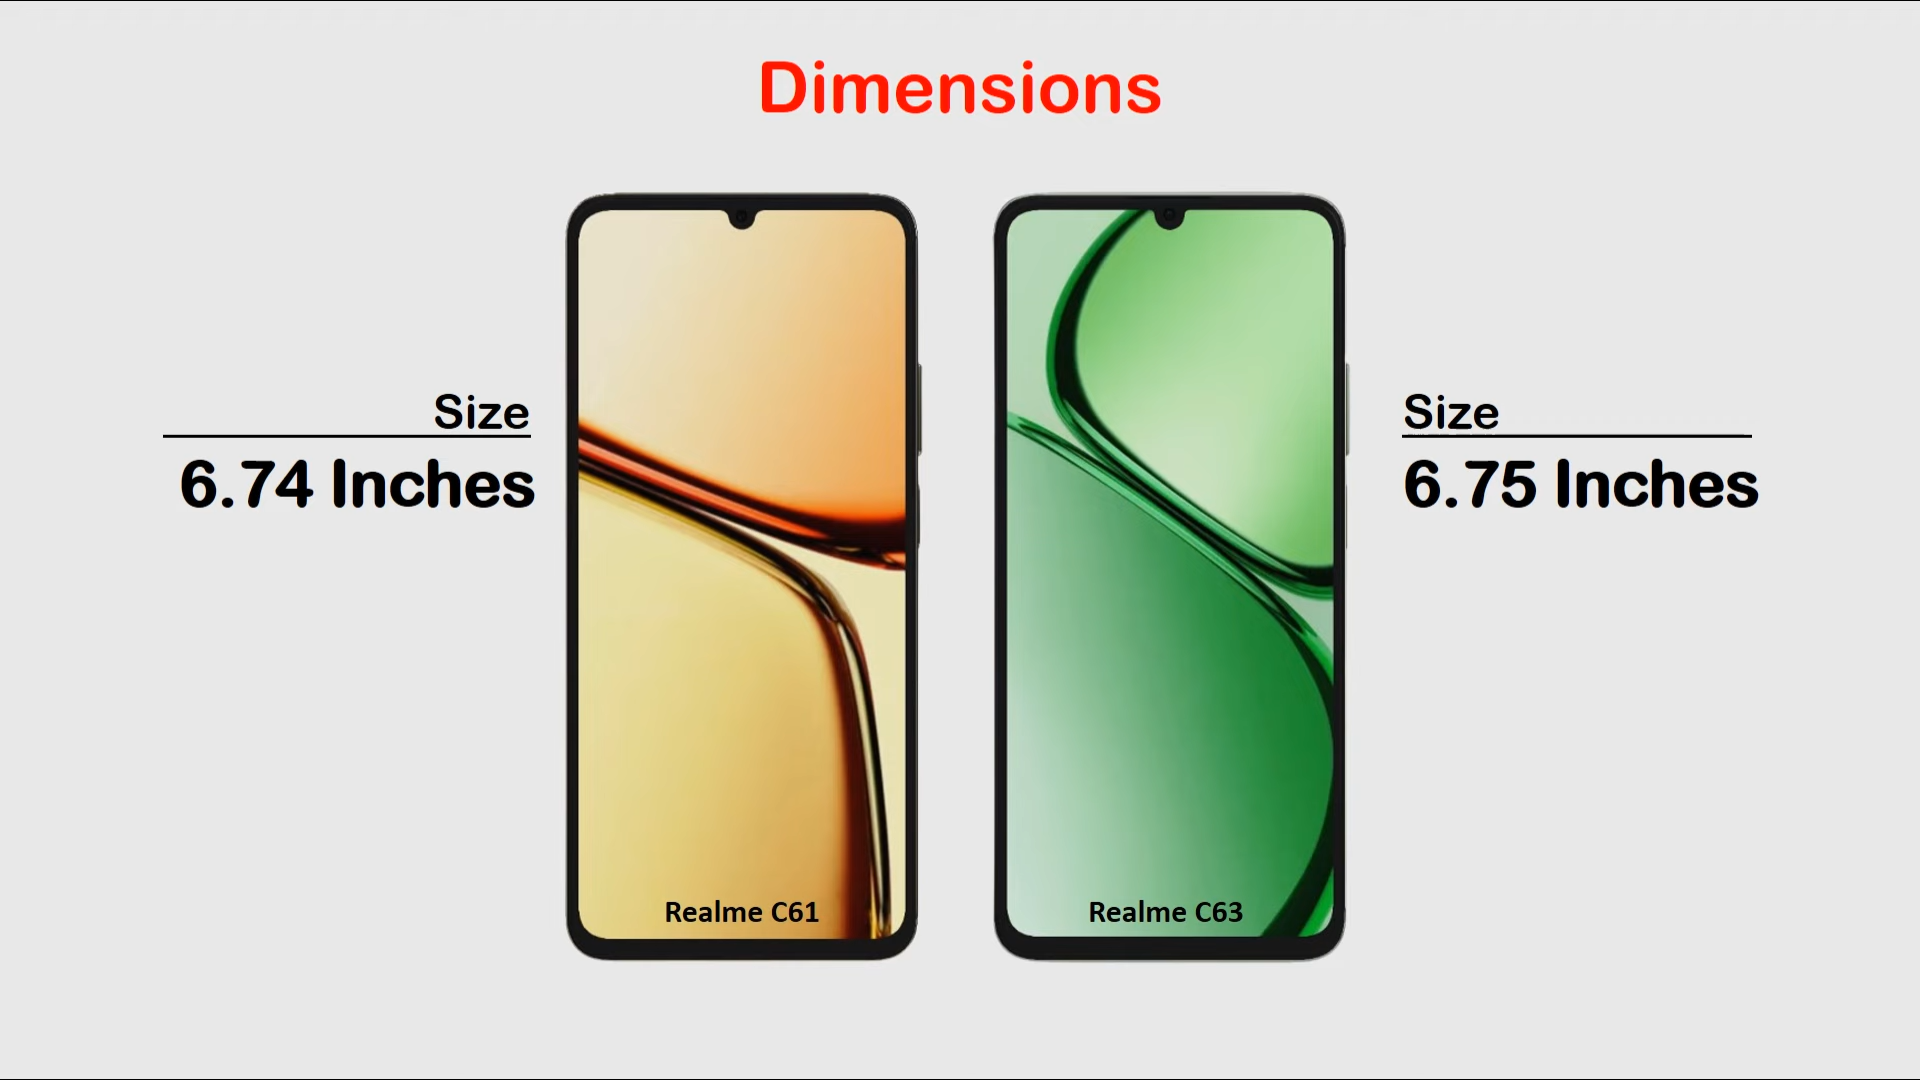 Dimensions
Size
6.74 Inches
Size
6.75 Inches
Realme C61
Realme C63